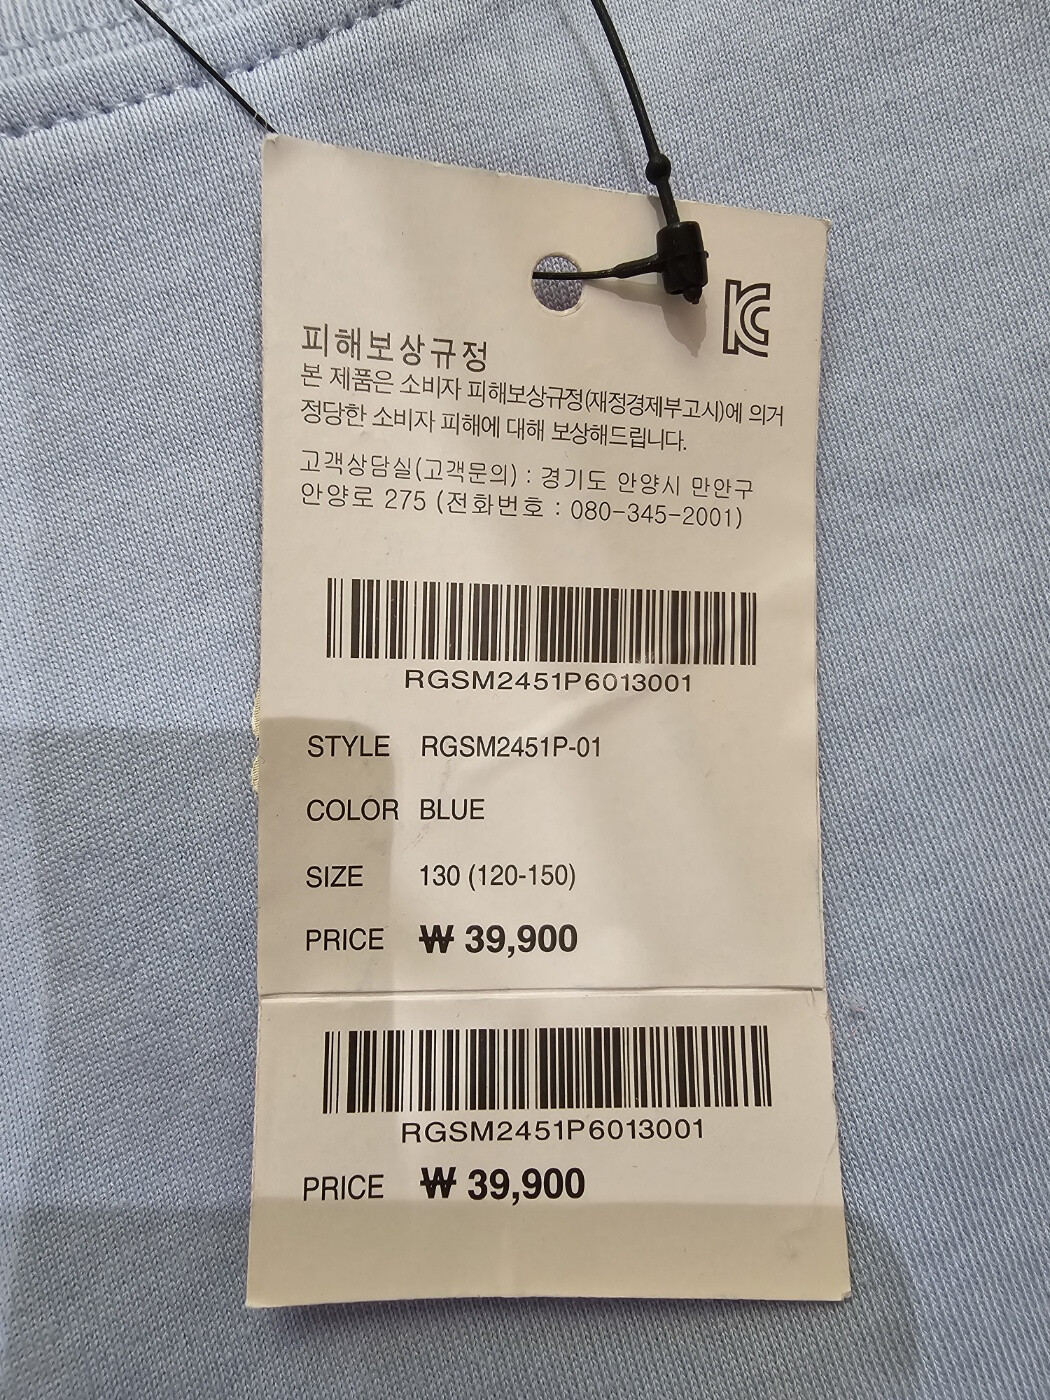 KC
피해보상규정
본 제품은 소비자 피해보상규정(재정경제부고시)에 의거
정당한 소비자 피해에 대해 보상해드립니다.
고객상담실(고객문의) : 경기도 안양시 만안구
안양로 275 (전화번호 : 080-345-2001)
RGSM2451P6013001
STYLE RGSM2451P-01
COLOR BLUE
SIZE 130 (120-150)
PRICE ₩ 39,900
RGSM2451P6013001
PRICE ₩ 39,900